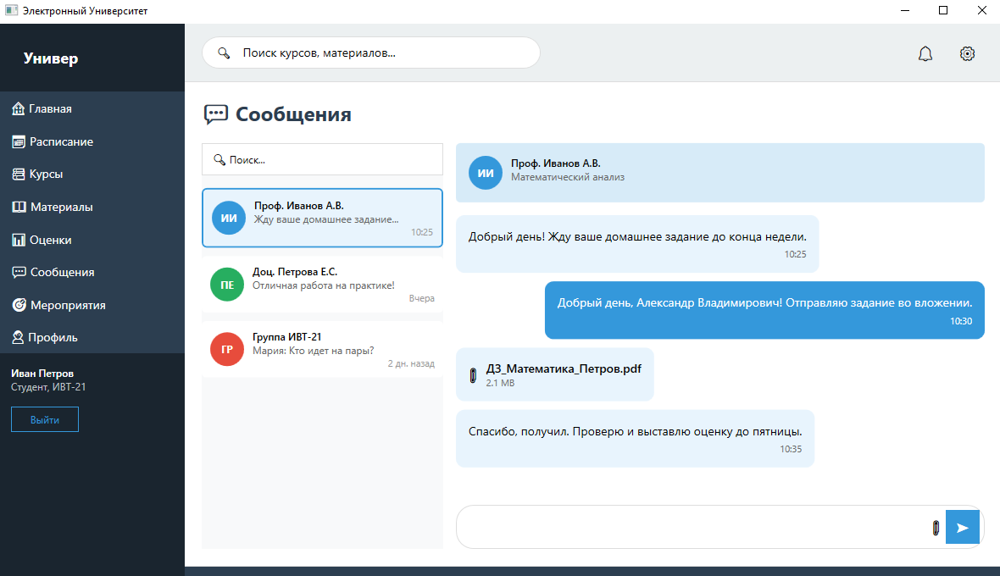 Электронный Университет
Универ
Главная
Расписание
Курсы
Материалы
Оценки
Сообщения
Мероприятия
Профиль
Иван Петров
Студент, ИВТ-21
Выйти
Поиск курсов, материалов...
Сообщения
Поиск...
ИИ
Проф. Иванов А.В.
Жду ваше домашнее задание...
10:25
ПЕ
Доц. Петрова Е.С.
Отличная работа на практике!
Вчера
ГР
Группа ИВТ-21
Мария: Кто идет на пары?
2 дн. назад
ИИ
Проф. Иванов А.В.
Математический анализ
Добрый день! Жду ваше домашнее задание до конца недели.
10:25
Добрый день, Александр Владимирович! Отправляю задание во вложении.
10:30
ДЗ_Математика_Петров.pdf
2.1 MB
Спасибо, получил. Проверю и выставлю оценку до пятницы.
10:35